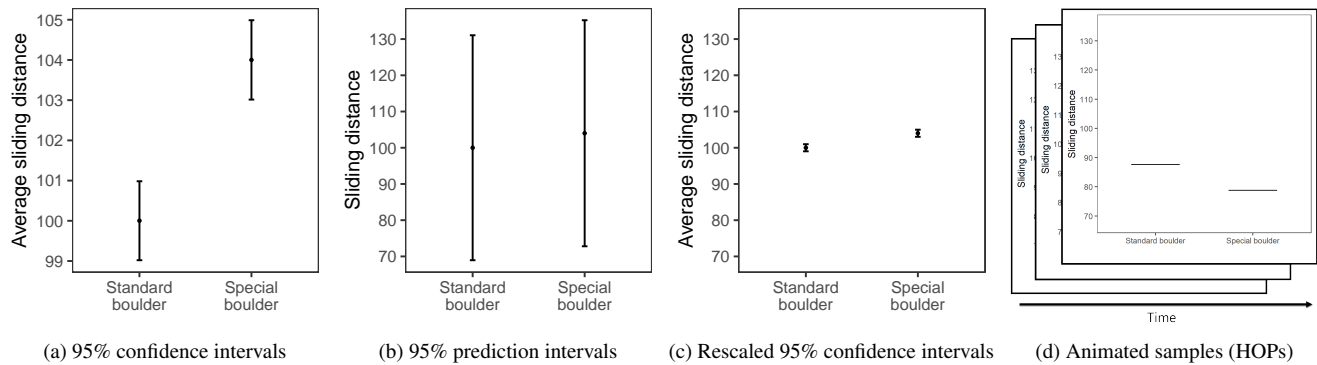 Average sliding distance
105
104
103
102
101
100
99
Standard
boulder
Special
boulder
(a) 95% confidence intervals
Sliding distance
130
120
110
100
90
80
70
Standard
boulder
Special
boulder
(b) 95% prediction intervals
Average sliding distance
130
120
110
100
90
80
70
Standard
boulder
Special
boulder
(c) Rescaled 95% confidence intervals
Sliding distance
Sliding distance
Sliding distance
130
120
110
100
90
80
70
Standard boulder
Special boulder
Time
(d) Animated samples (HOPs)